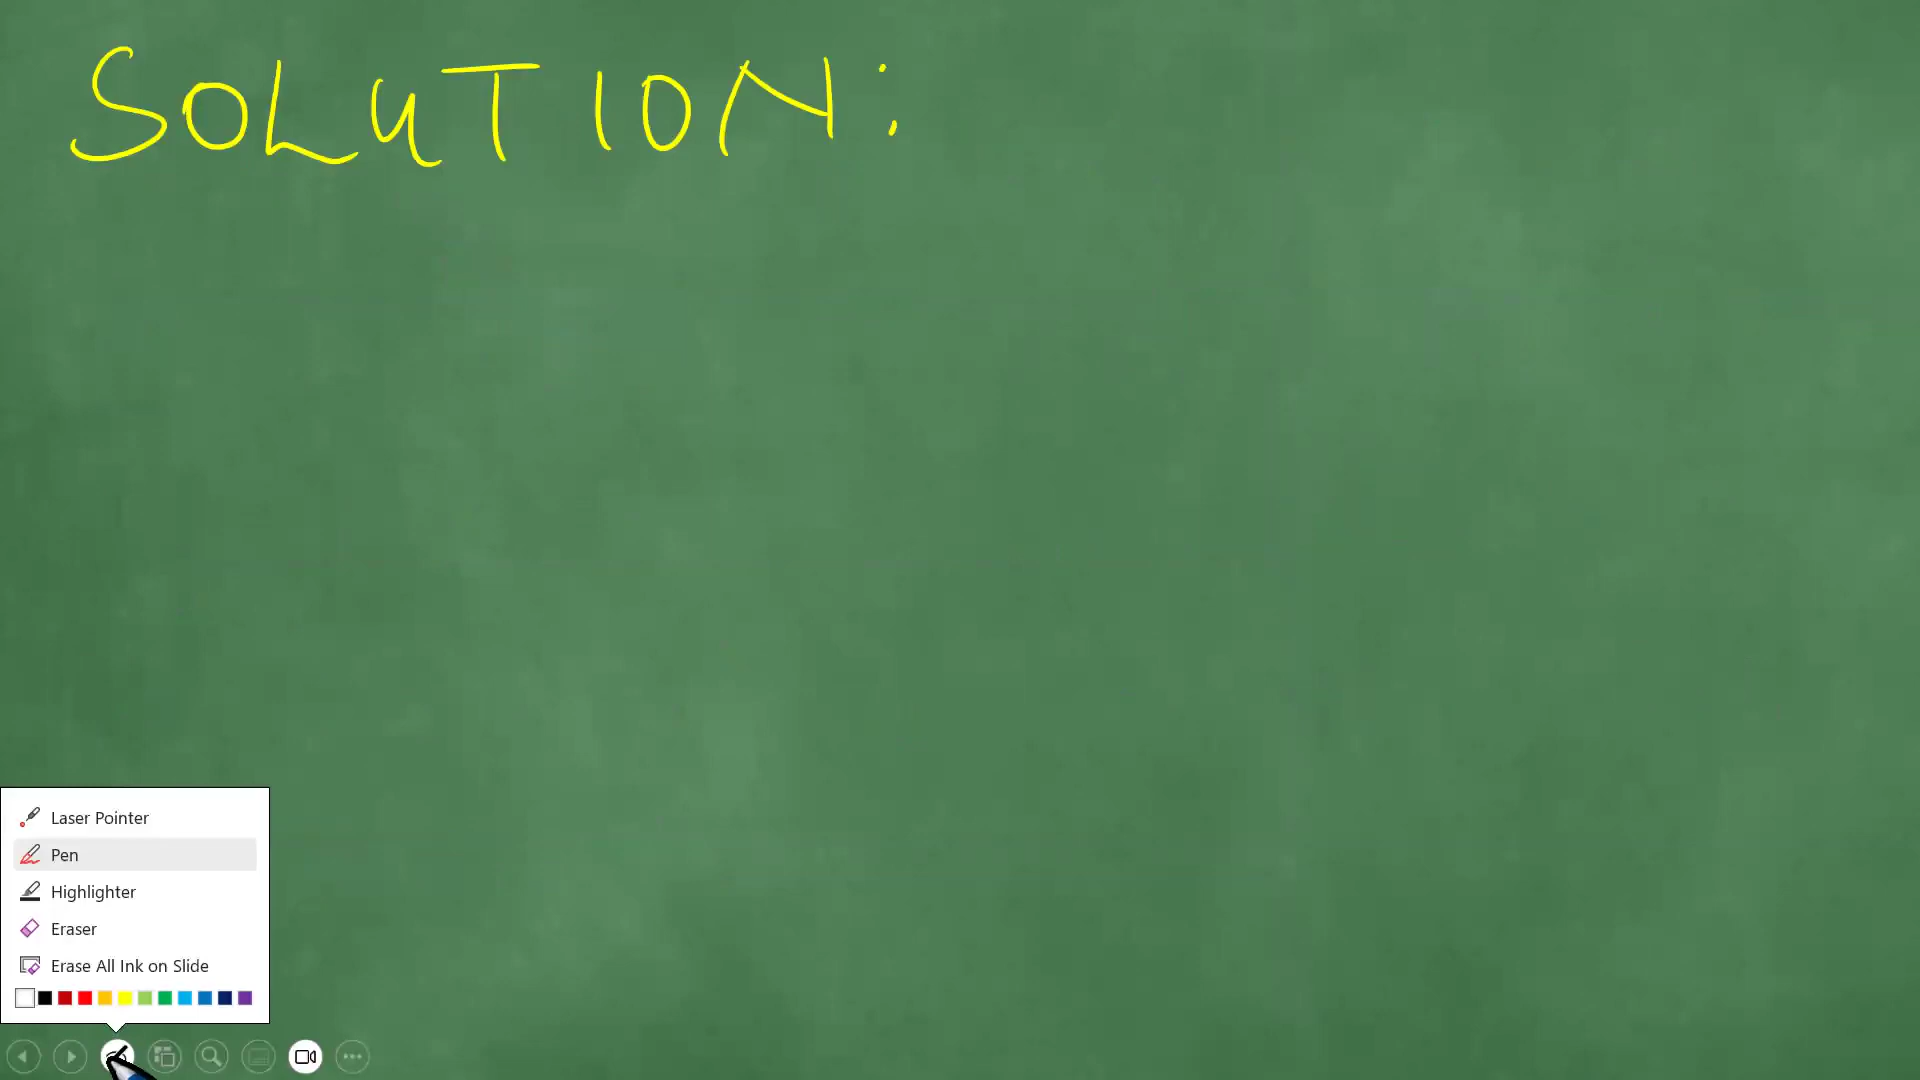 SOLUTION:
Laser Pointer
Pen
Highlighter
Eraser
Erase All Ink on Slide